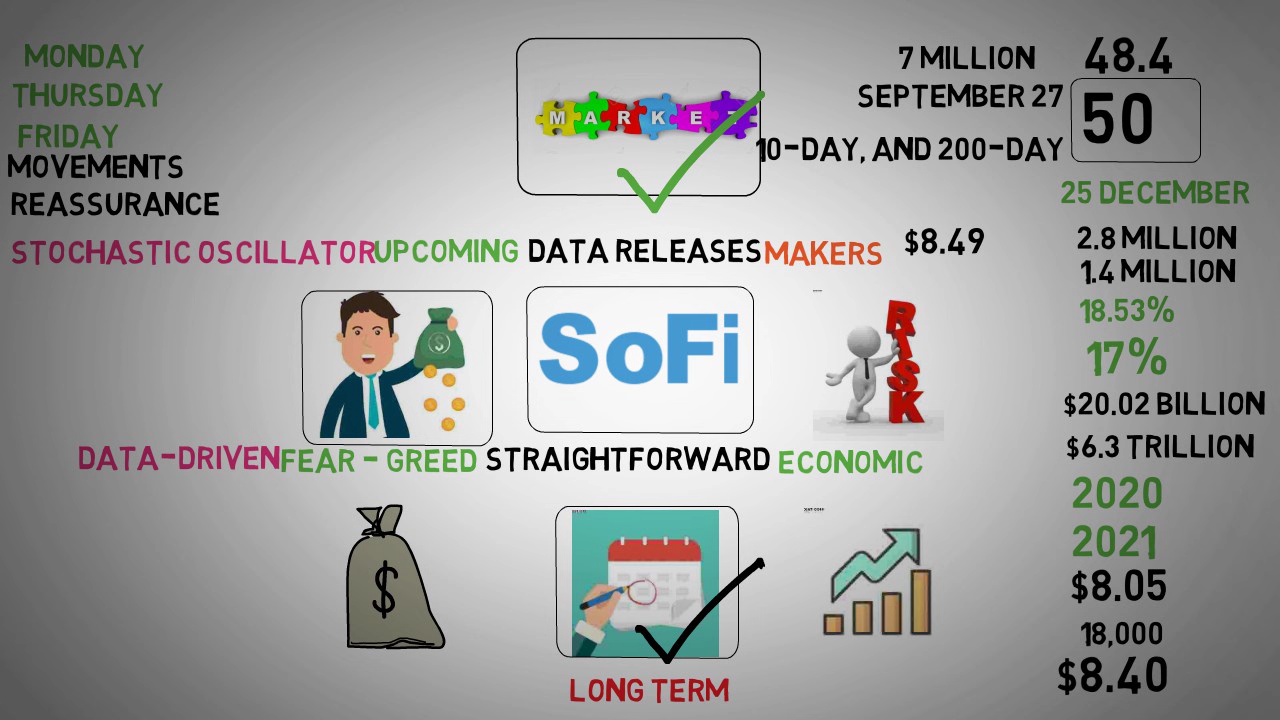 MONDAY
THURSDAY
FRIDAY
MOVEMENTS
REASSURANCE
MARKET
7 MILLION
SEPTEMBER 27
10-DAY, AND 200-DAY
48.4
50
25 DECEMBER
STOCHASTIC OSCILLATOR
UPCOMING
DATA RELEASES
MAKERS
$8.49
2.8 MILLION
1.4 MILLION
18.53%
17%
$20.02 BILLION
$6.3 TRILLION
2020
2021
$8.05
18,000
$8.40
$
SoFi
RISK
DATA-DRIVEN
FEAR - GREED
STRAIGHTFORWARD
ECONOMIC
$
LONG TERM